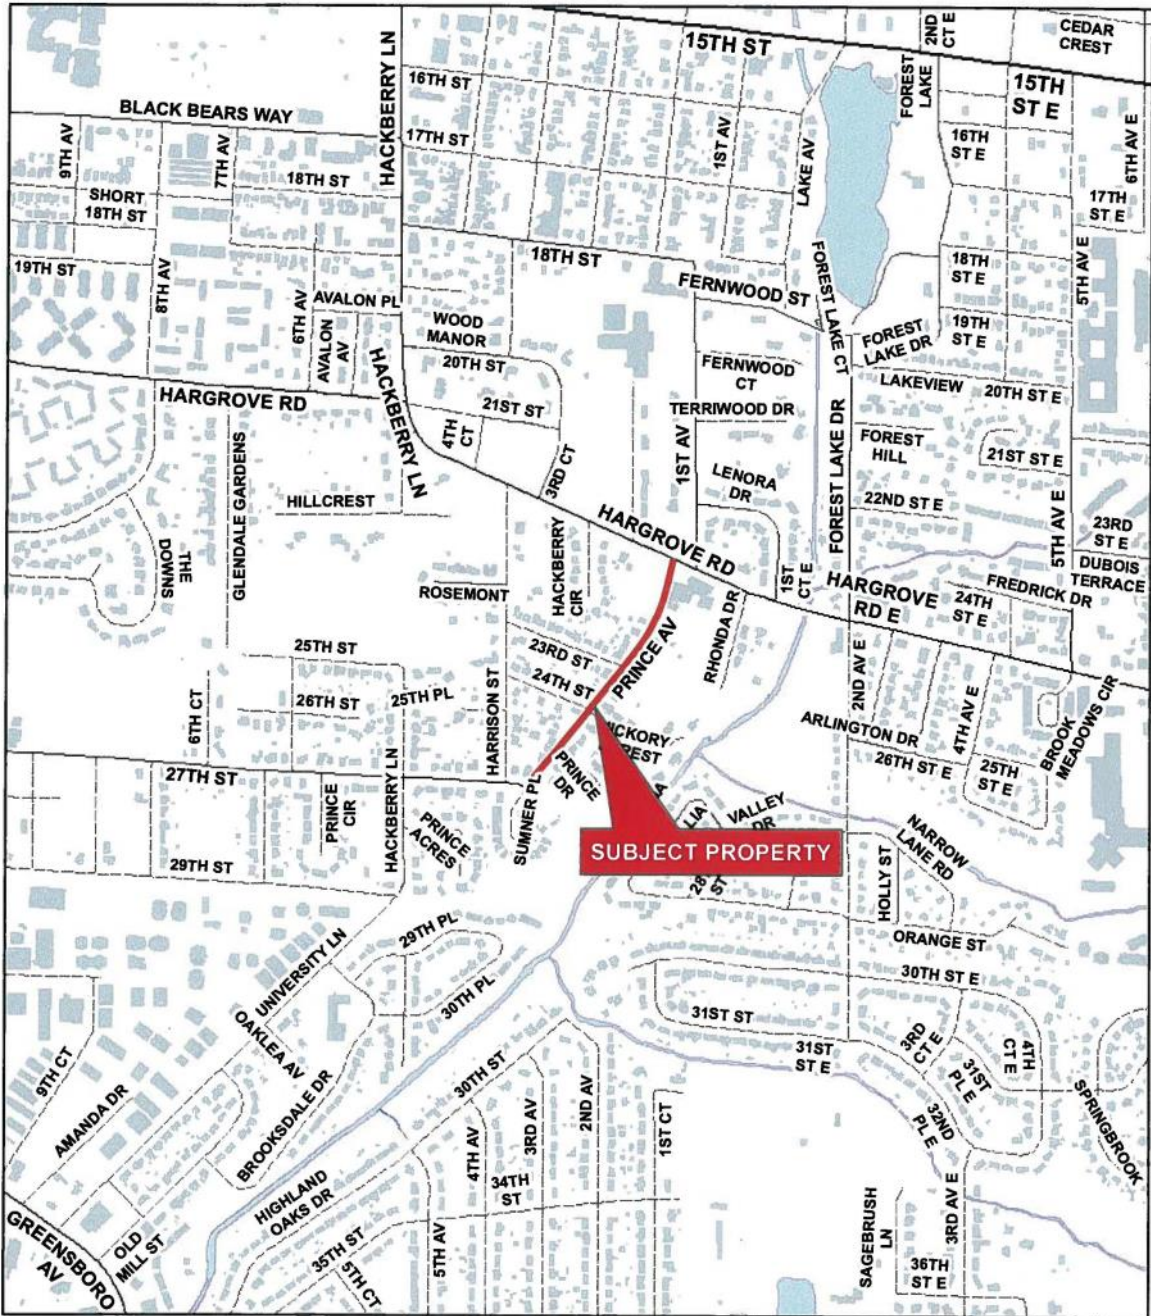 CEDAR
CREST
2ND
CT E
15TH ST
HACKBERRY LN
16TH ST
FOREST
LAKE
15TH
ST E
BLACK BEARS WAY
17TH ST
1ST AV
LAKE AV
16TH
ST E
6TH AV E
9TH AV
7TH AV
18TH ST
SHORT
18TH ST
17TH
ST E
19TH ST
8TH AV
18TH ST
FERNWOOD ST
FOREST LAKE CT
18TH
ST E
5TH AV E
6TH AV
AVALON PL
AVALON
AV
WOOD
MANOR
FOREST
LAKE DR
19TH
ST E
HACKBERRY LN
20TH ST
FERNWOOD
CT
LAKEVIEW
20TH ST E
HARGROVE RD
21ST ST
4TH
CT
TERRIWOOD DR
1ST AV
FOREST LAKE DR
FOREST
HILL
21ST ST E
GLENDALE GARDENS
3RD CT
LENORA
DR
HILLCREST
22ND ST E
5TH AV E
23RD
ST E
HARGROVE RD
THE
DOWNS
HACKBERRY
CIR
1ST
CT E
HARGROVE
RD E
DUBOIS
TERRACE
FREDRICK DR
24TH
ST E
ROSEMONT
RHONDA DR
PRINCE AV
23RD ST
24TH ST
25TH ST
2ND AV E
6TH CT
26TH ST
25TH PL
HARRISON ST
ARLINGTON DR
4TH AV E
BROOK
MEADOWS CIR
26TH ST E
25TH
ST E
27TH ST
HACKBERRY LN
PRINCE
DR
SUMNER PL
PRINCE
CIR
PRINCE
ACRES
VALLEY
DR
NARROW
LANE RD
SUBJECT PROPERTY
29TH ST
HOLLY ST
ORANGE ST
29TH PL
30TH PL
30TH ST E
UNIVERSITY LN
OAKLEA AV
31ST ST
31ST
ST E
3RD
CT E
4TH
CT E
31ST
PL E
32ND
PL E
SPRINGBROOK
9TH CT
AMANDA DR
BROOKSDALE DR
30TH ST
2ND AV
3RD AV
4TH AV
34TH
ST
1ST CT
HIGHLAND
OAKS DR
GREENSBORO
AV
OLD
MILL ST
35TH ST
5TH CT
5TH AV
SAGEBRUSH
LN
3RD AV E
36TH
ST E